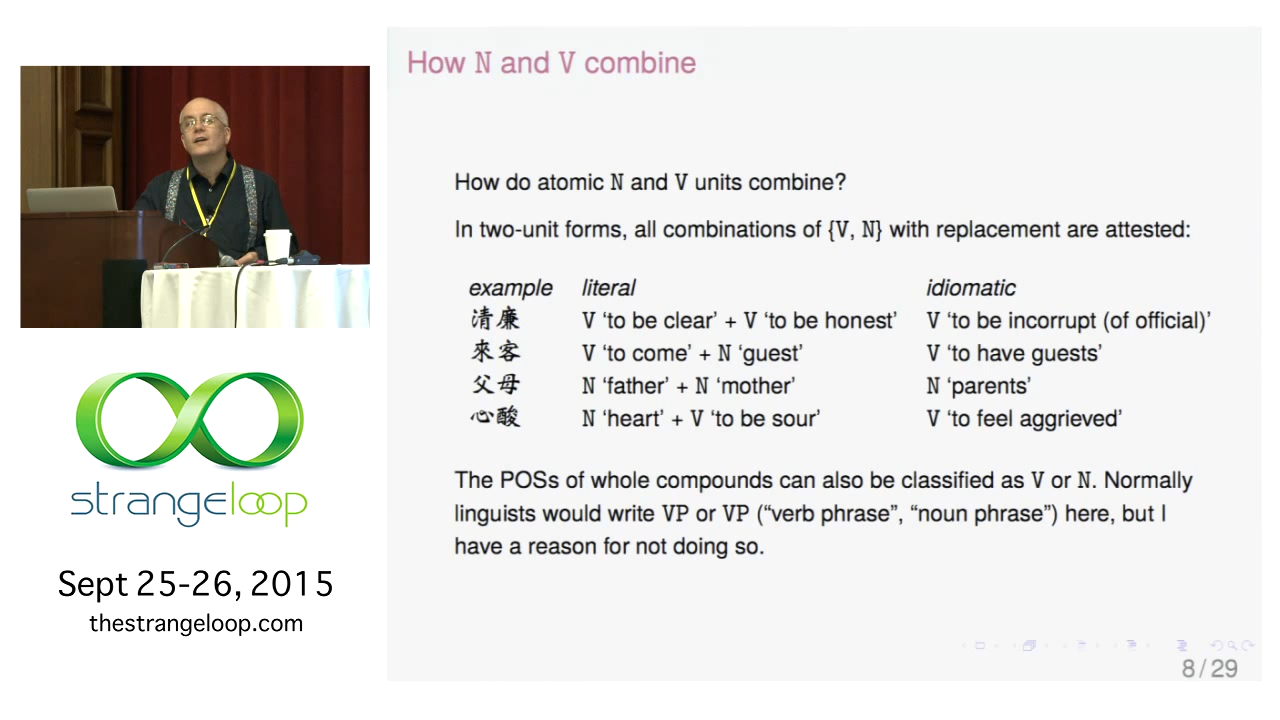 How N and V combine
How do atomic N and V units combine?
In two-unit forms, all combinations of {V, N} with replacement are attested:
example literal idiomatic
清廉 V ‘to be clear’ + V ‘to be honest’ V ‘to be incorrupt (of official)’
來客 V ‘to come’ + N ‘guest’ V ‘to have guests’
父母 N ‘father’ + N ‘mother’ N ‘parents’
心酸 N ‘heart’ + V ‘to be sour’ V ‘to feel aggrieved’
The POSs of whole compounds can also be classified as V or N. Normally
linguists would write VP or VP (“verb phrase”, “noun phrase”) here, but I
have a reason for not doing so.
8 / 29
strangeloop
Sept 25-26, 2015
thestrangeloop.com